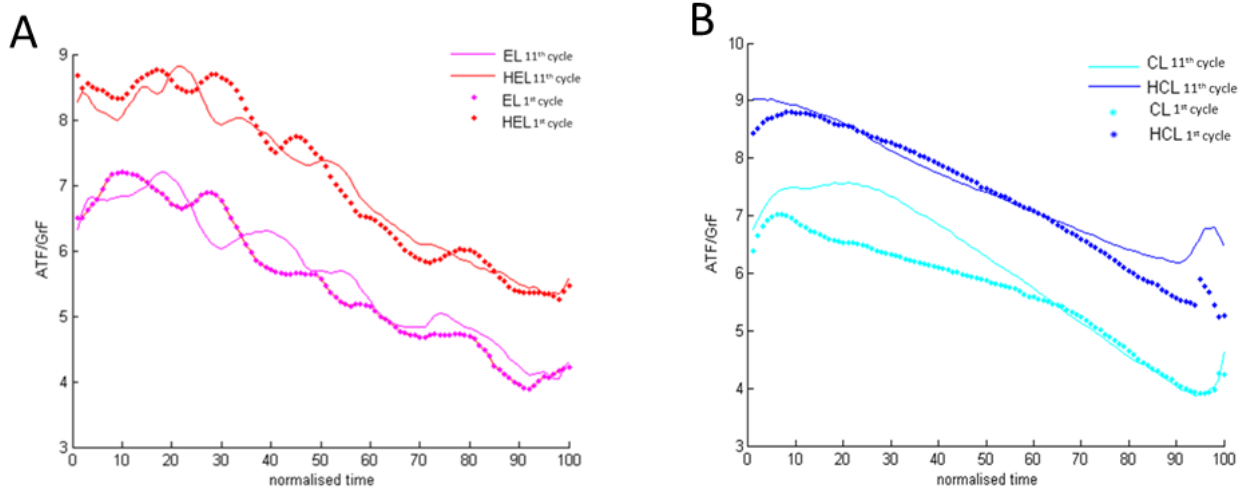 A
ATF/GrF
9
8
7
6
5
4
3
0 10 20 30 40 50 60 70 80 90 100
normalised time
EL 11th cycle
HEL 11th cycle
EL 1st cycle
HEL 1st cycle
B
ATF/GrF
10
9
8
7
6
5
4
3
0 10 20 30 40 50 60 70 80 90 100
normalised time
CL 11th cycle
HCL 11th cycle
CL 1st cycle
HCL 1st cycle